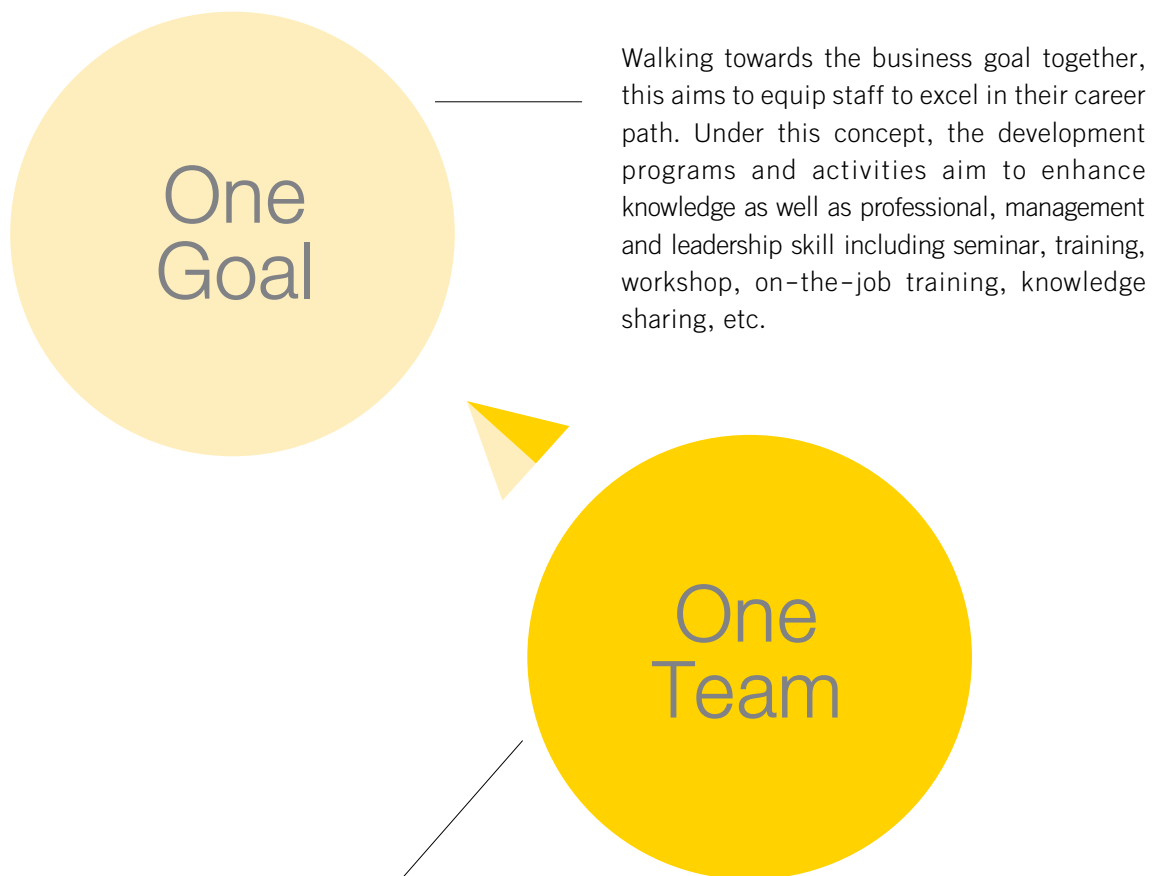 One
Goal
Walking towards the business goal together,
this aims to equip staff to excel in their career
path. Under this concept, the development
programs and activities aim to enhance
knowledge as well as professional, management
and leadership skill including seminar, training,
workshop, on-the-job training, knowledge
sharing, etc.
One
Team